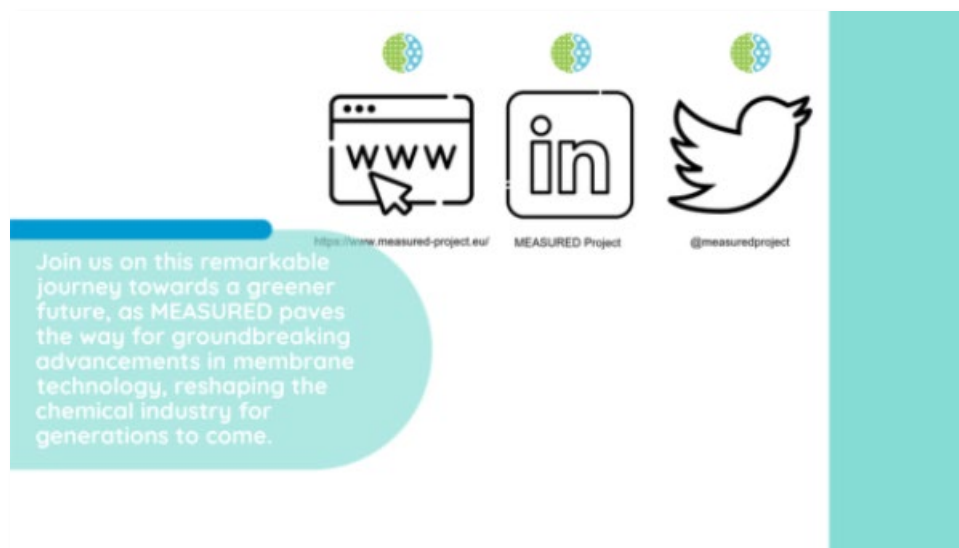 www
in
https://www.measured-project.eu/
MEASURED Project
@measuredproject
Join us on this remarkable
journey towards a greener
future, as MEASURED paves
the way for groundbreaking
advancements in membrane
technology, reshaping the
chemical industry for
generations to come.